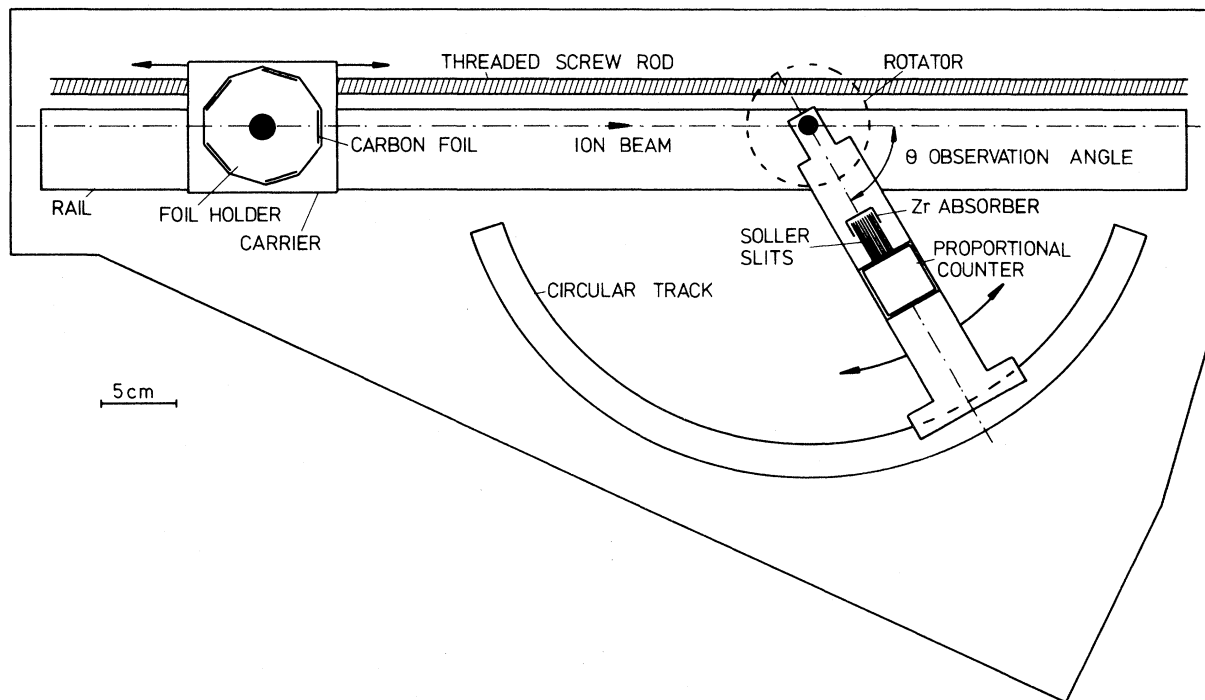 THREADED SCREW ROD
ROTATOR
CARBON FOIL
ION BEAM
θ OBSERVATION ANGLE
RAIL
FOIL HOLDER
CARRIER
Zr ABSORBER
SOLLER
SLITS
PROPORTIONAL
COUNTER
CIRCULAR TRACK
5cm